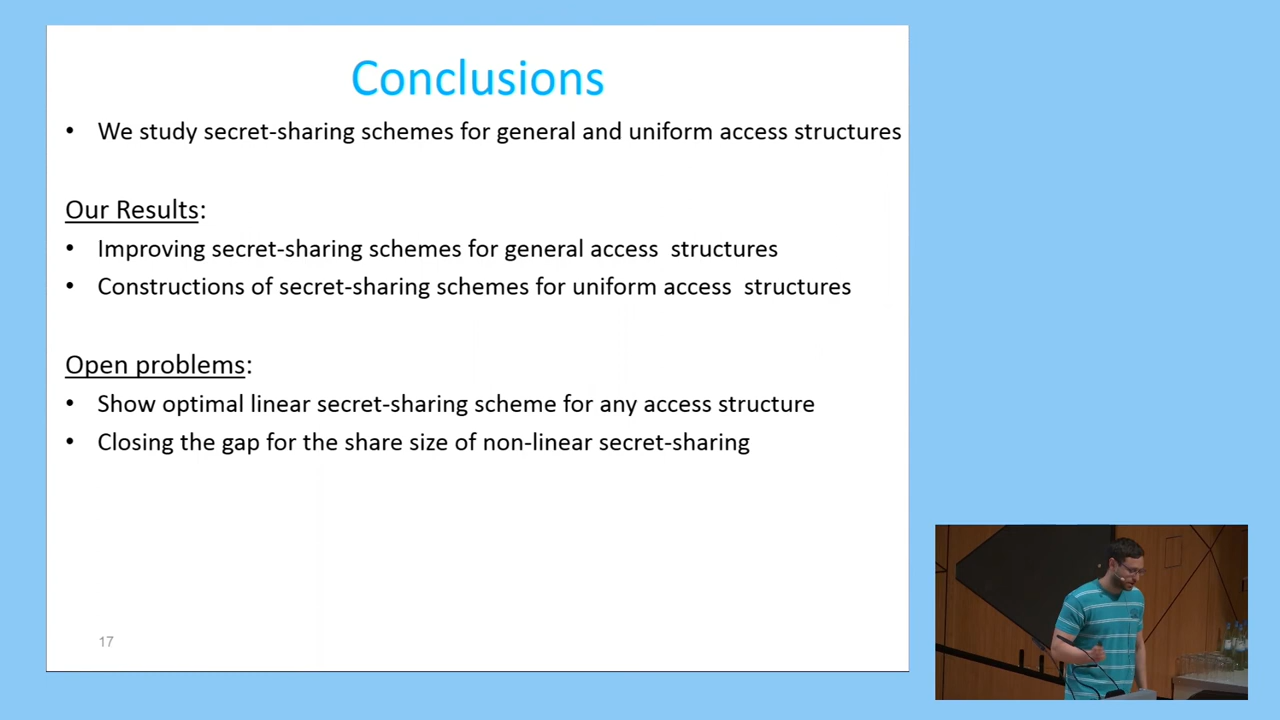 Conclusions
• We study secret-sharing schemes for general and uniform access structures
Our Results:
• Improving secret-sharing schemes for general access  structures
• Constructions of secret-sharing schemes for uniform access  structures
Open problems:
• Show optimal linear secret-sharing scheme for any access structure
• Closing the gap for the share size of non-linear secret-sharing
17